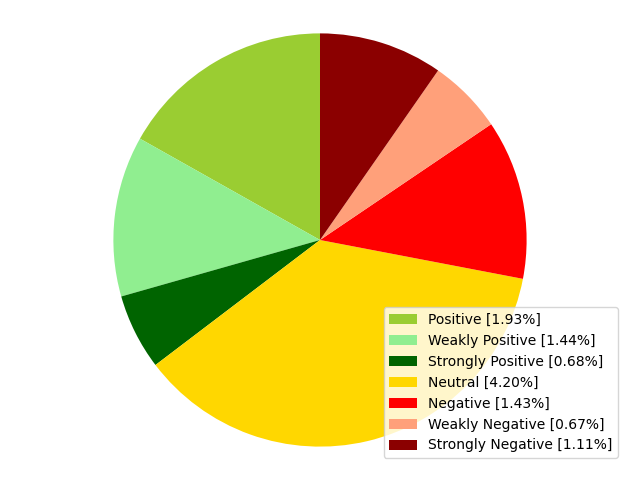 Positive [1.93%]
Weakly Positive [1.44%]
Strongly Positive [0.68%]
Neutral [4.20%]
Negative [1.43%]
Weakly Negative [0.67%]
Strongly Negative [1.11%]